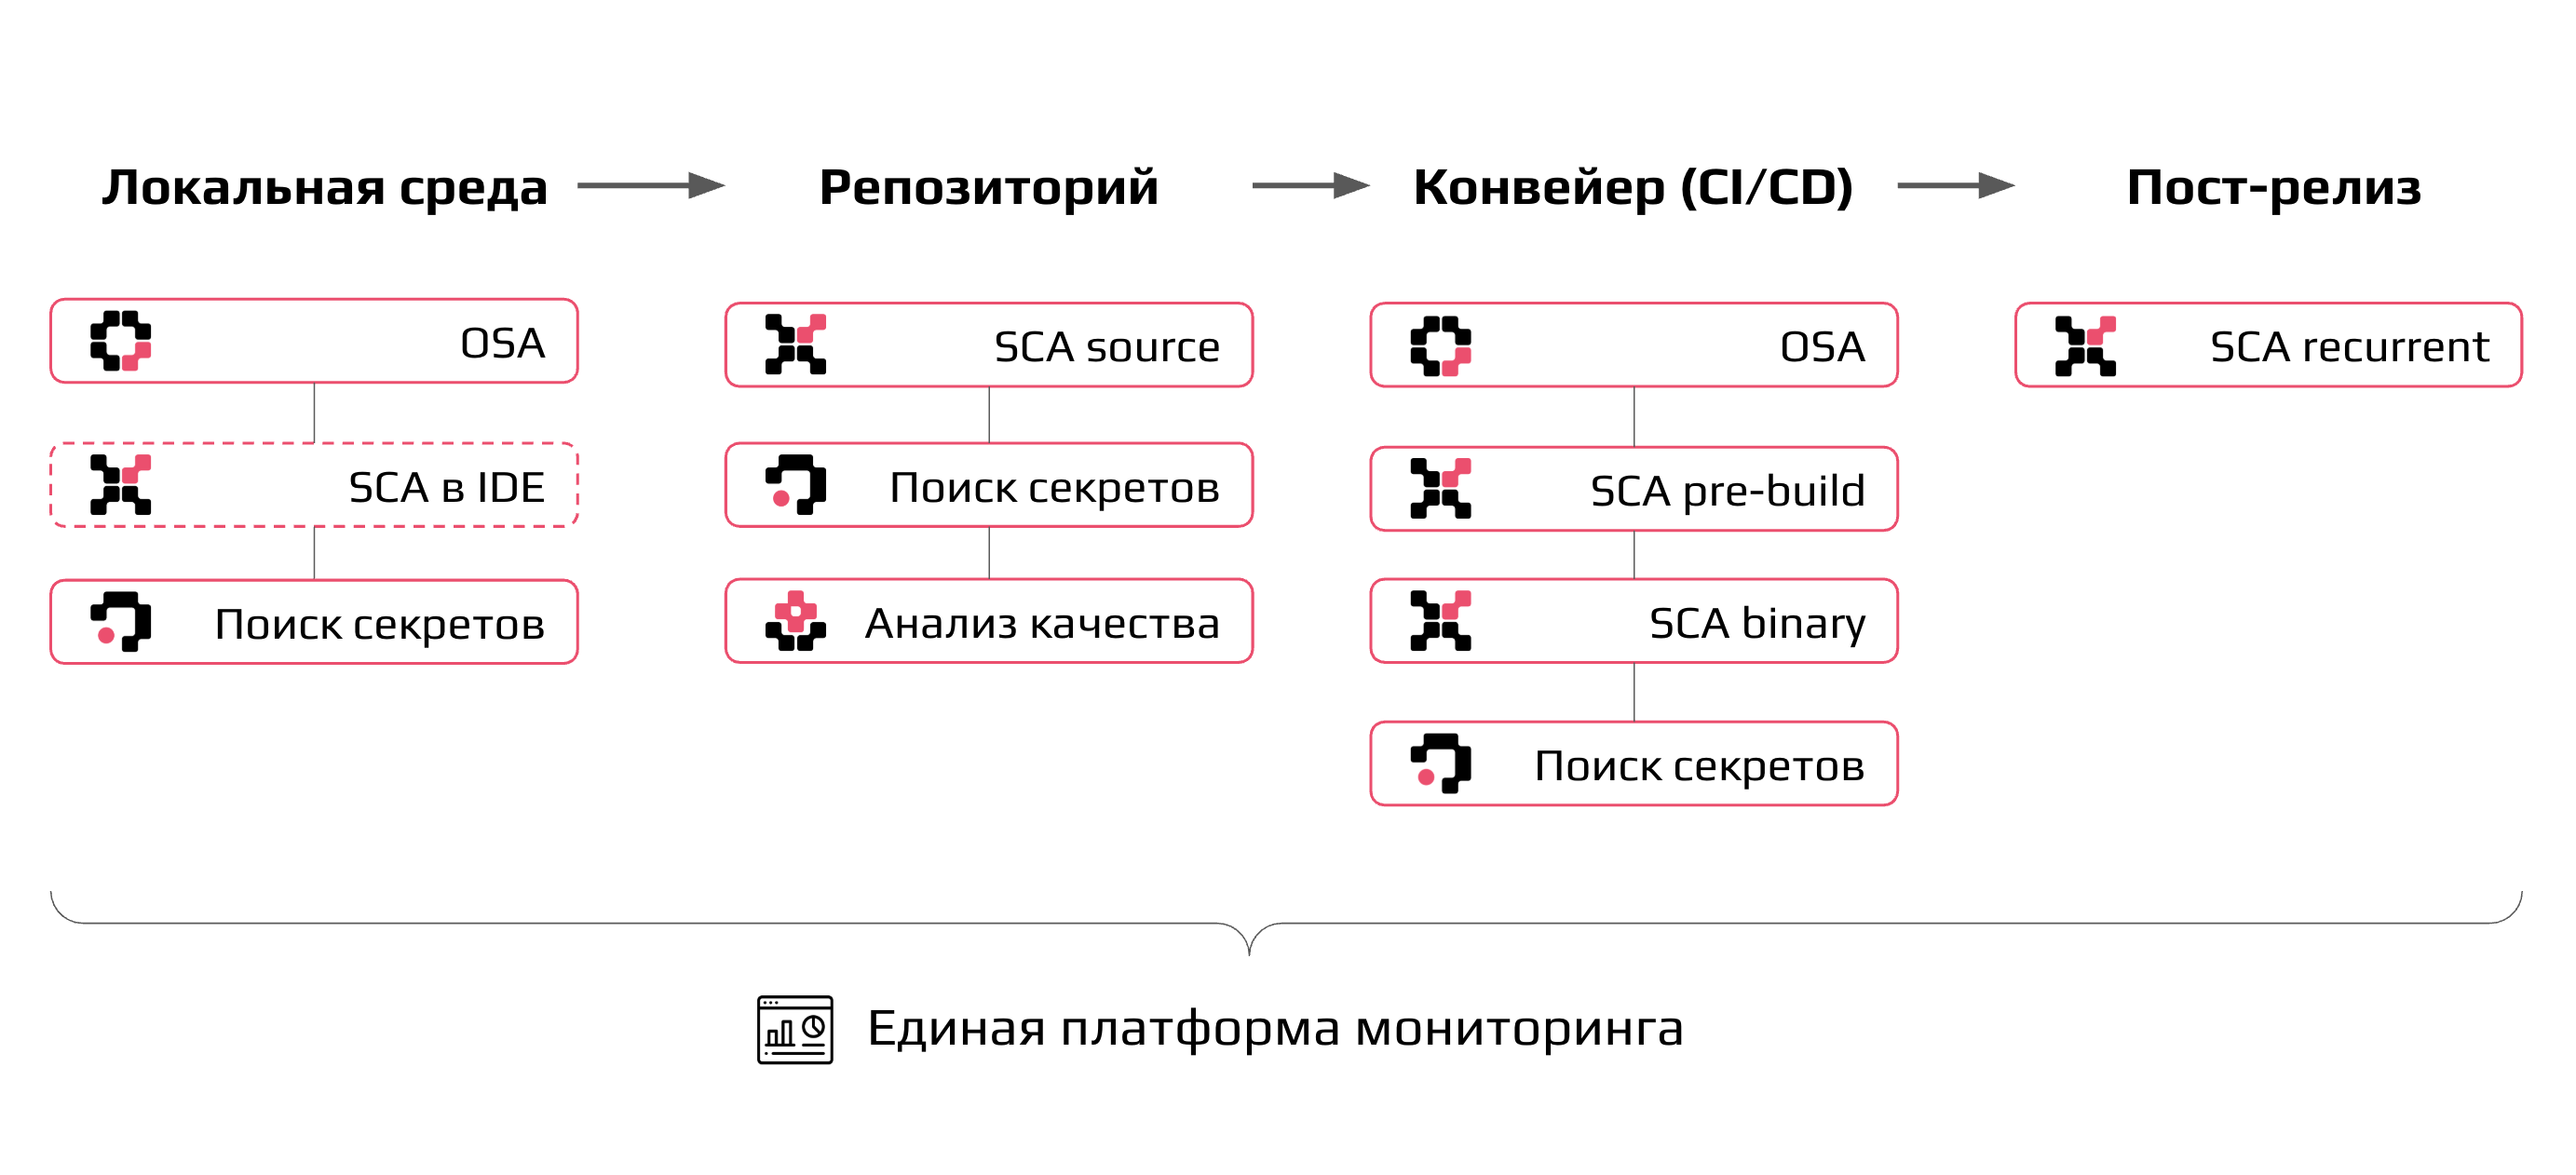 Локальная среда
Репозиторий
Конвейер (CI/CD)
Пост-релиз
OSA
SCA в IDE
Поиск секретов
SCA source
Поиск секретов
Анализ качества
OSA
SCA pre-build
SCA binary
Поиск секретов
SCA recurrent
Единая платформа мониторинга